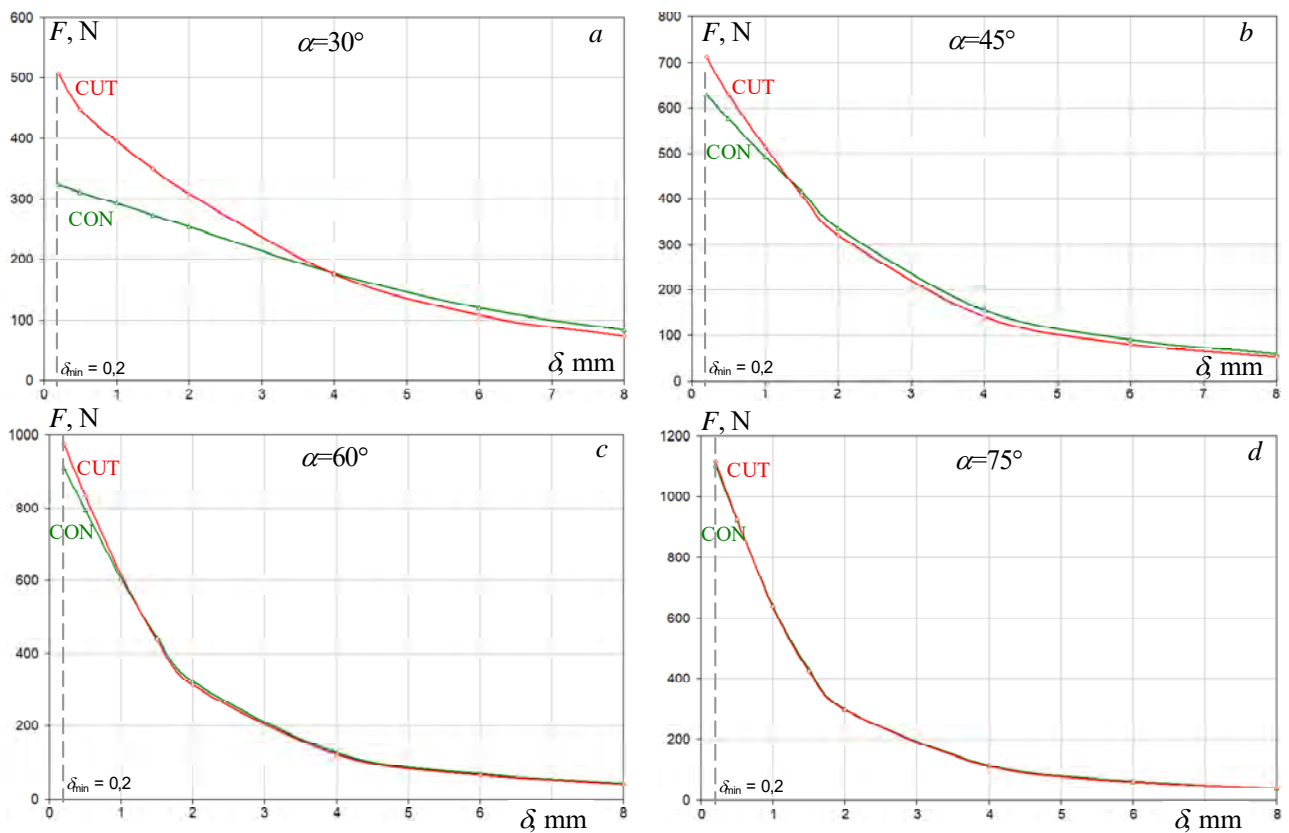 F, N
α=30°
a
600
500
CUT
400
300
CON
200
100
δmin = 0,2
δ, mm
0
0 1 2 3 4 5 6 7 8
F, N
α=45°
b
800
700
CUT
600
500
CON
400
300
200
100
δmin = 0,2
δ, mm
0
0 1 2 3 4 5 6 7 8
F, N
α=60°
c
1000
CUT
800
CON
600
400
200
δmin = 0,2
0
0 1 2 3 4 5 6 7 8
δ, mm
F, N
α=75°
d
1200
CUT
1000
CON
800
600
400
200
δmin = 0,2
0
0 1 2 3 4 5 6 7 8
δ, mm